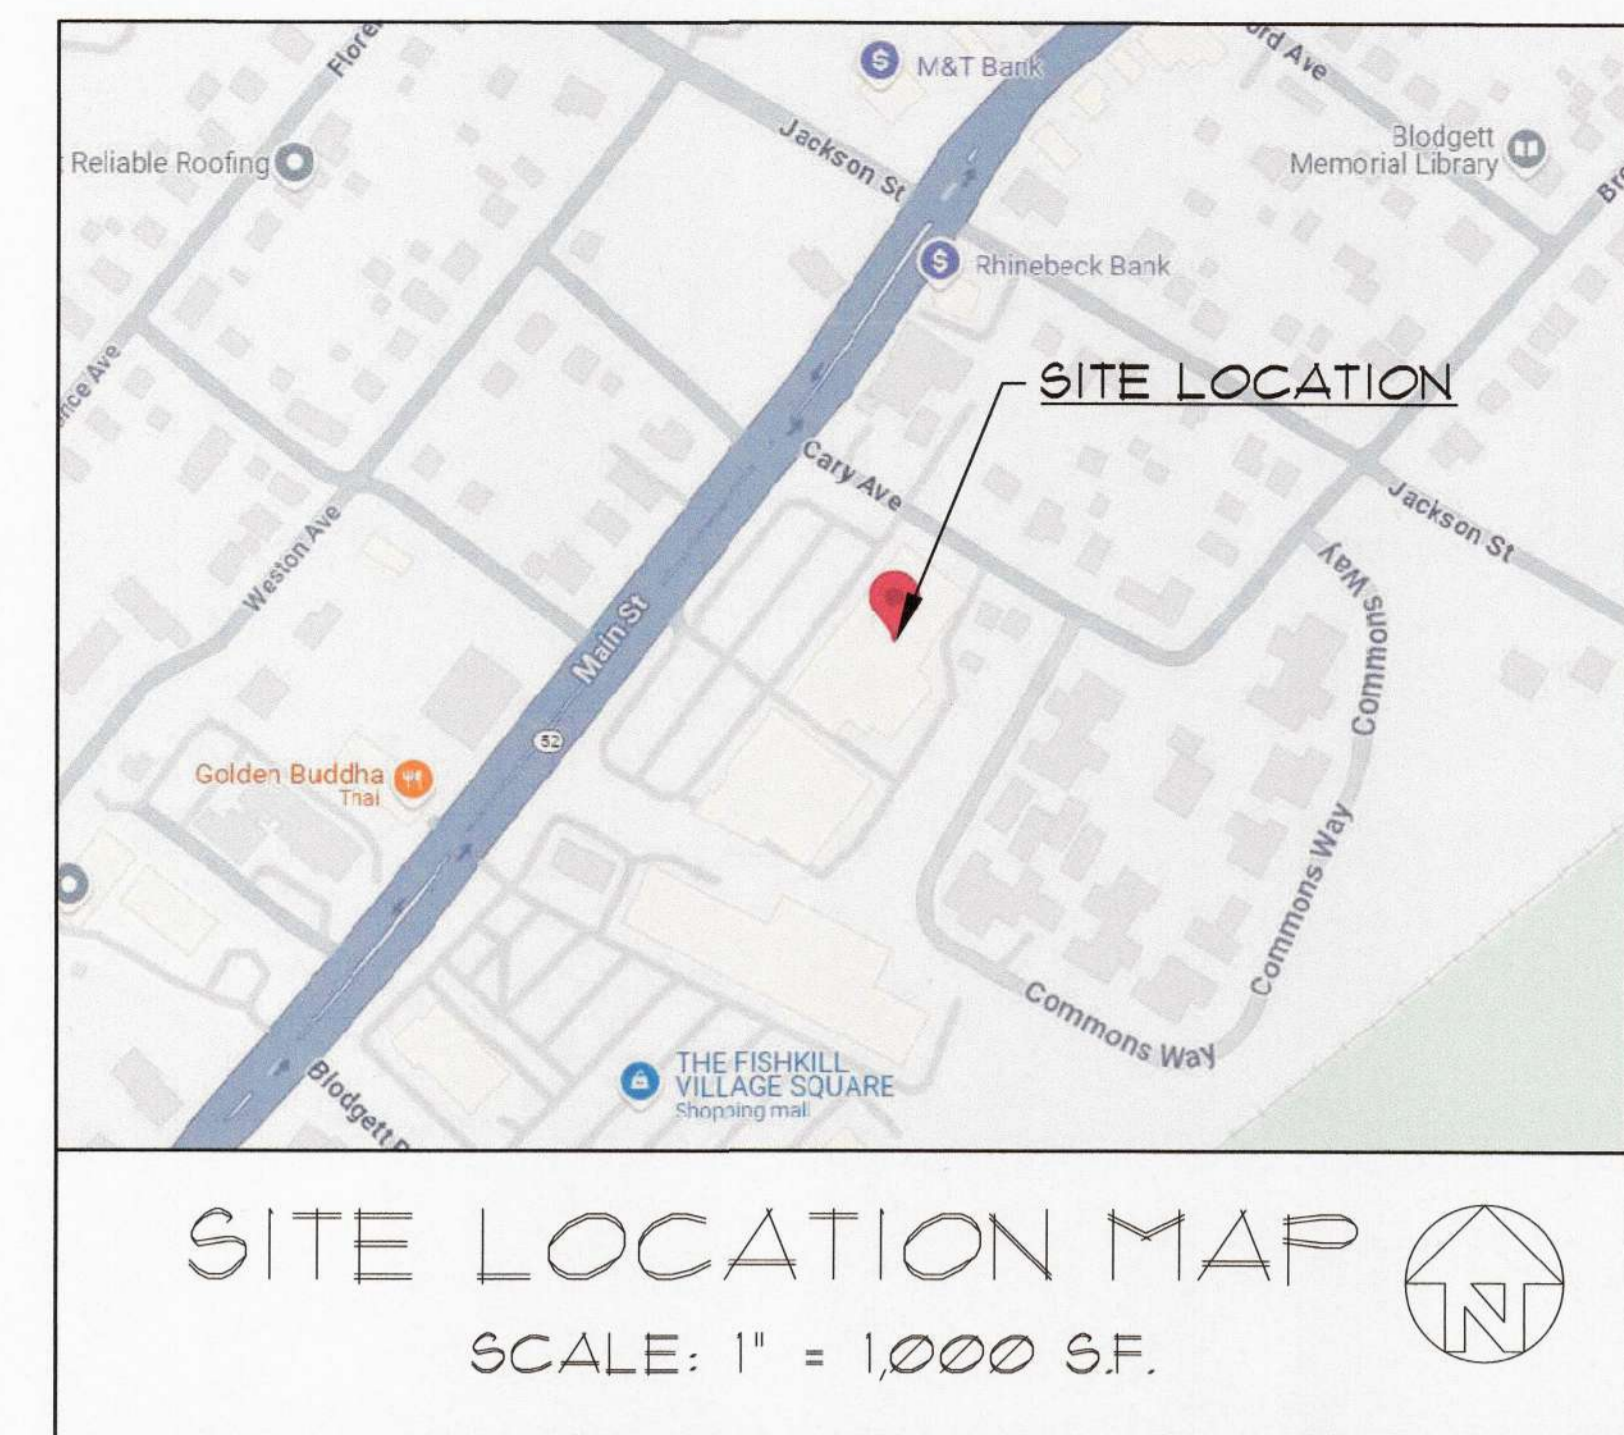 M&T Bank
Jackson St
Reliable Roofing
Blodgett
Memorial Library
Rhinebeck Bank
SITE LOCATION
Cary Ave
Jackson St
Weston Ave
Commons Way
Main St
52
Golden Buddha
Thai
Commons Way
Commons Way
THE FISHKILL
VILLAGE SQUARE
Shopping mall
Blodgett
SITE LOCATION MAP
N
SCALE: 1" = 1,000 S.F.